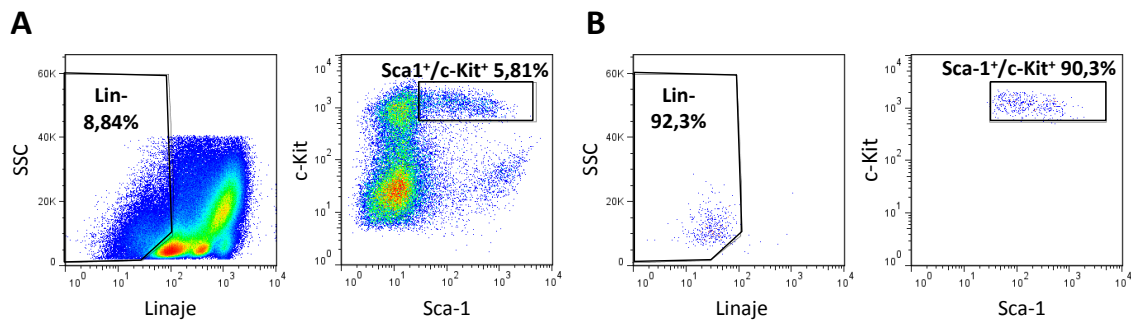 A
B
60K
40K
20K
0
SSC
Lin-
8,84%
10^0
10^1
10^2
10^3
10^4
Linaje
10^4
10^3
10^2
10^1
10^0
c-Kit
Sca1⁺/c-Kit⁺ 5,81%
10^0
10^1
10^2
10^3
10^4
Sca-1
60K
40K
20K
0
SSC
Lin-
92,3%
10^0
10^1
10^2
10^3
10^4
Linaje
10^4
10^3
10^2
10^1
10^0
c-Kit
Sca-1⁺/c-Kit⁺ 90,3%
10^0
10^1
10^2
10^3
10^4
Sca-1